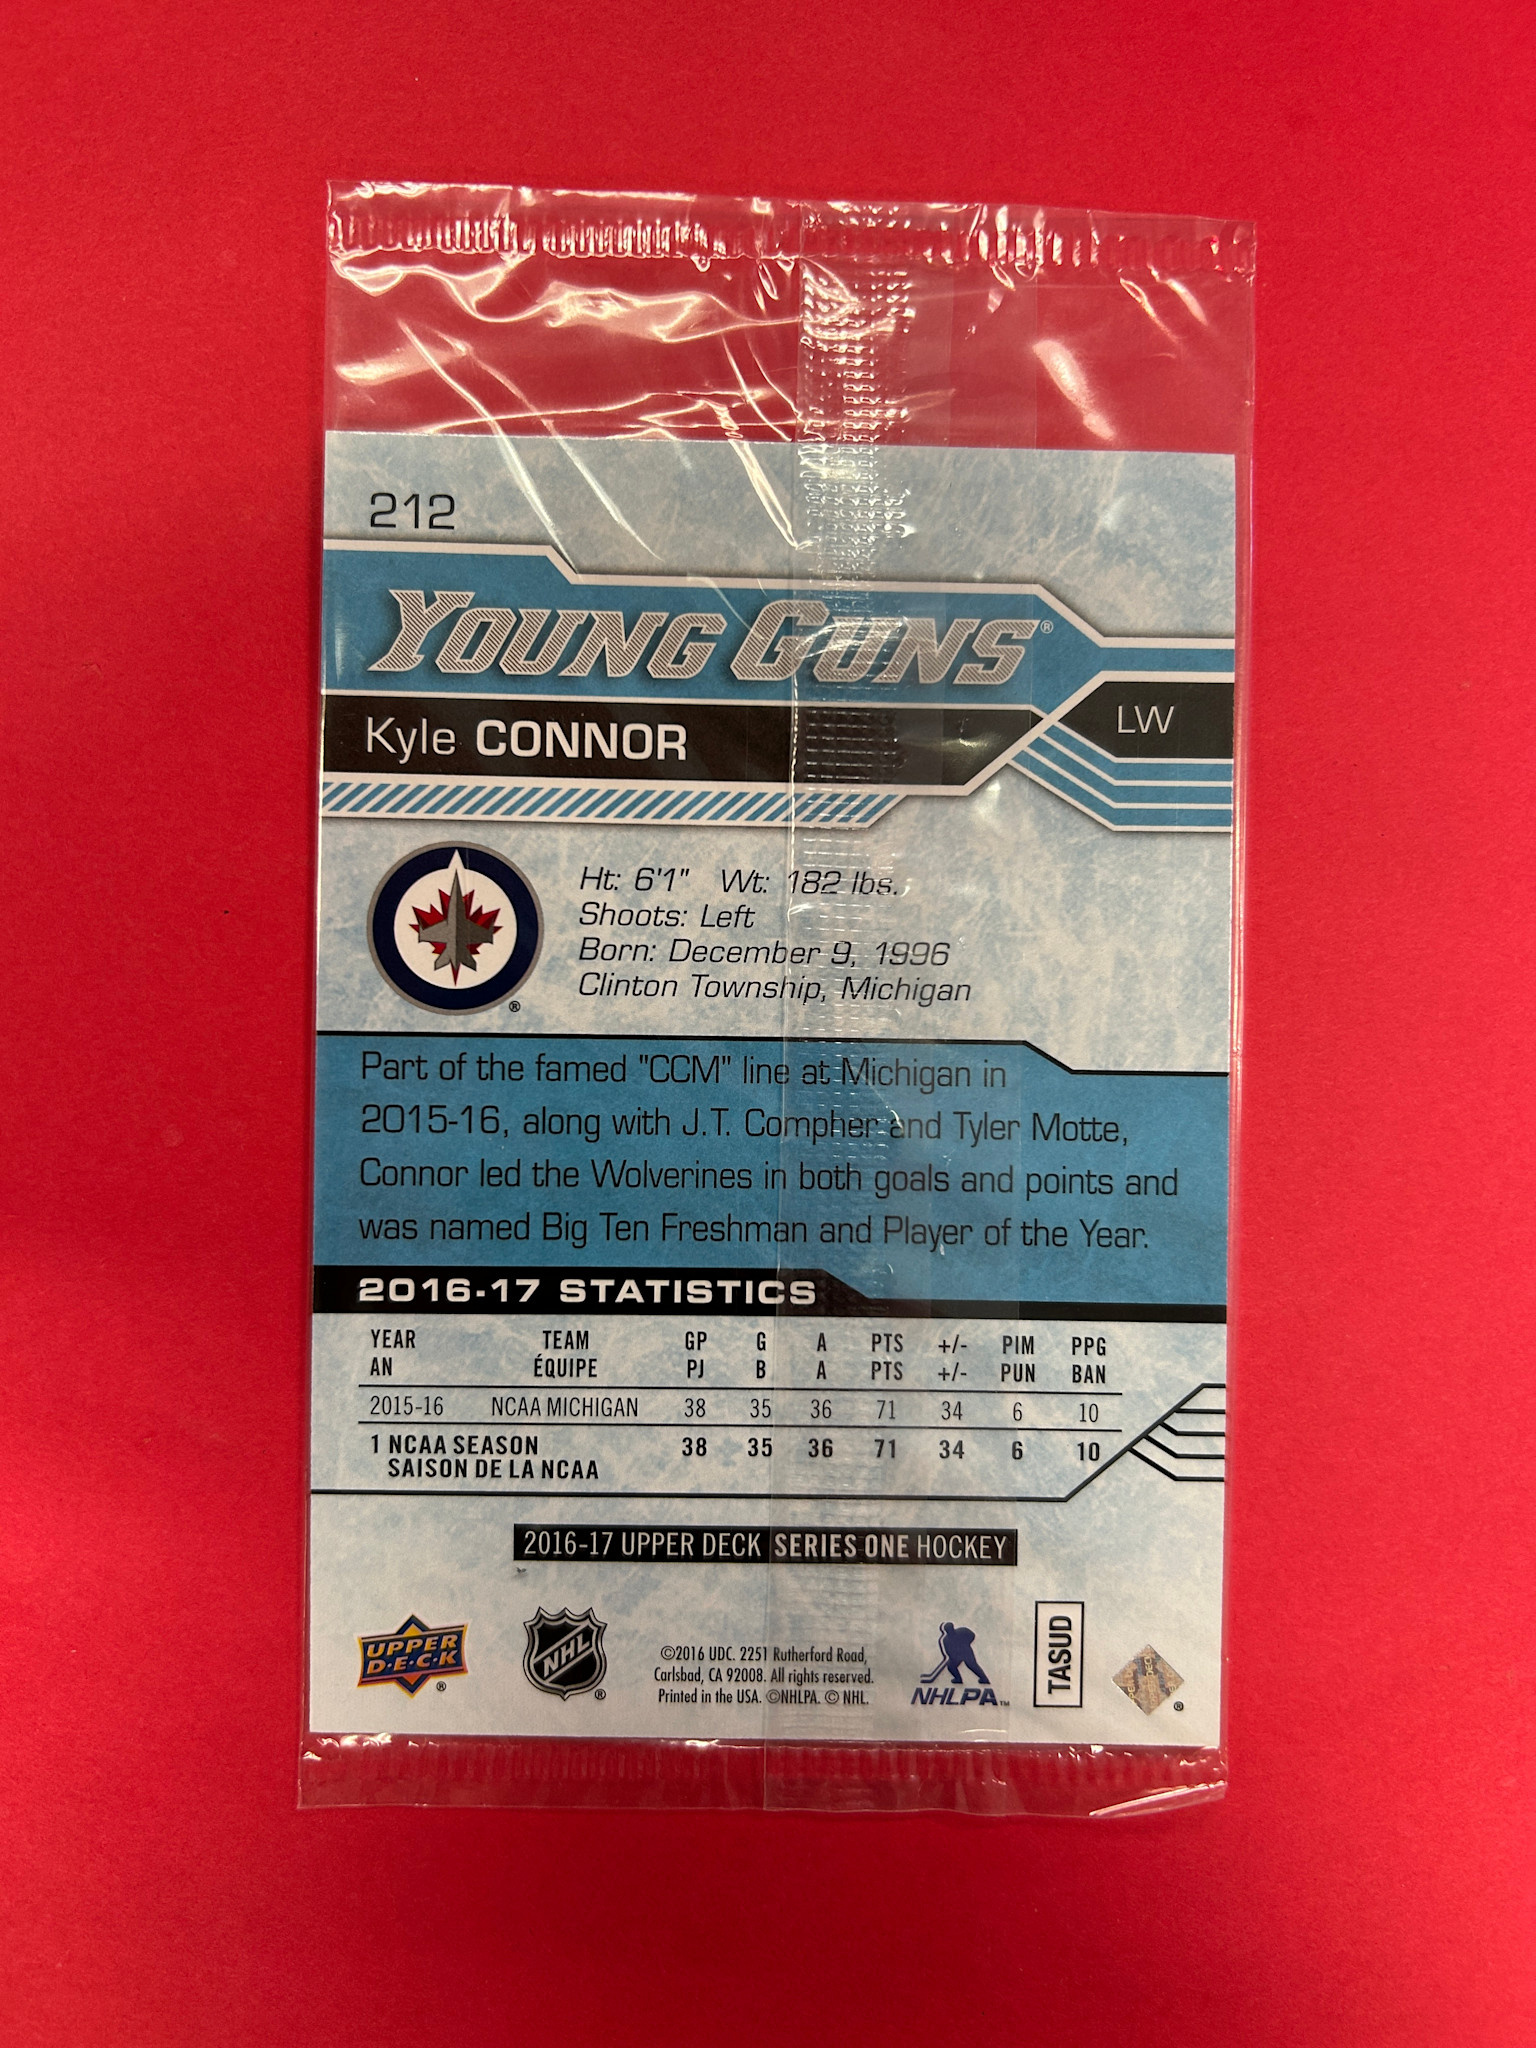 212
YOUNG GUNS®
Kyle CONNOR
LW
Ht: 6'1" Wt: 182 lbs.
Shoots: Left
Born: December 9, 1996
Clinton Township, Michigan
®
Part of the famed "CCM" line at Michigan in
2015-16, along with J.T. Compher and Tyler Motte,
Connor led the Wolverines in both goals and points and
was named Big Ten Freshman and Player of the Year.
2016-17 STATISTICS
YEAR TEAM GP G A PTS +/- PIM PPG
AN ÉQUIPE PJ B A PTS +/- PUN BAN
2015-16 NCAA MICHIGAN 38 35 36 71 34 6 10
1 NCAA SEASON 38 35 36 71 34 6 10
SAISON DE LA NCAA
2016-17 UPPER DECK SERIES ONE HOCKEY
UPPER
D·E·C·K ®
NHL ®
©2016 UDC. 2251 Rutherford Road,
Carlsbad, CA 92008. All rights reserved.
Printed in the USA. ©NHLPA. © NHL.
NHLPA™
TASUD
®